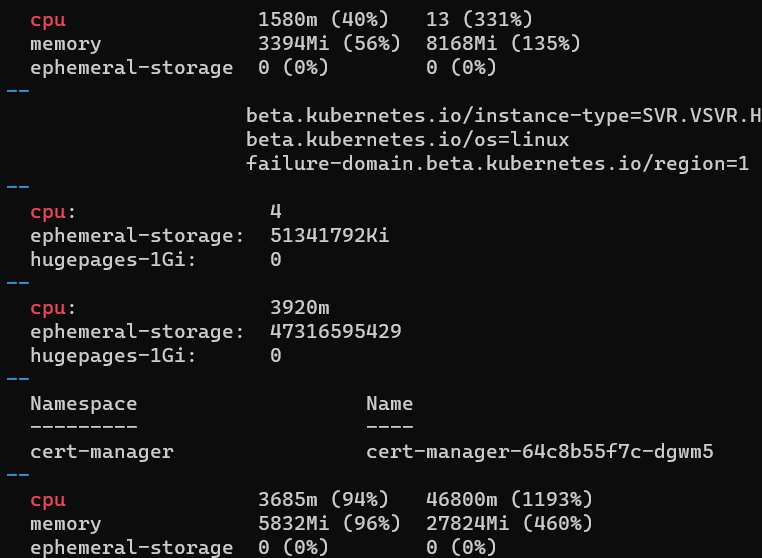 cpu 1580m (40%) 13 (331%)
memory 3394Mi (56%) 8168Mi (135%)
ephemeral-storage 0 (0%) 0 (0%)
--
beta.kubernetes.io/instance-type=SVR.VSVR.H
beta.kubernetes.io/os=linux
failure-domain.beta.kubernetes.io/region=1
--
cpu: 4
ephemeral-storage: 51341792Ki
hugepages-1Gi: 0
--
cpu: 3920m
ephemeral-storage: 47316595429
hugepages-1Gi: 0
--
Namespace Name
--------- ----
cert-manager cert-manager-64c8b55f7c-dgwm5
--
cpu 3685m (94%) 46800m (1193%)
memory 5832Mi (96%) 27824Mi (460%)
ephemeral-storage 0 (0%) 0 (0%)